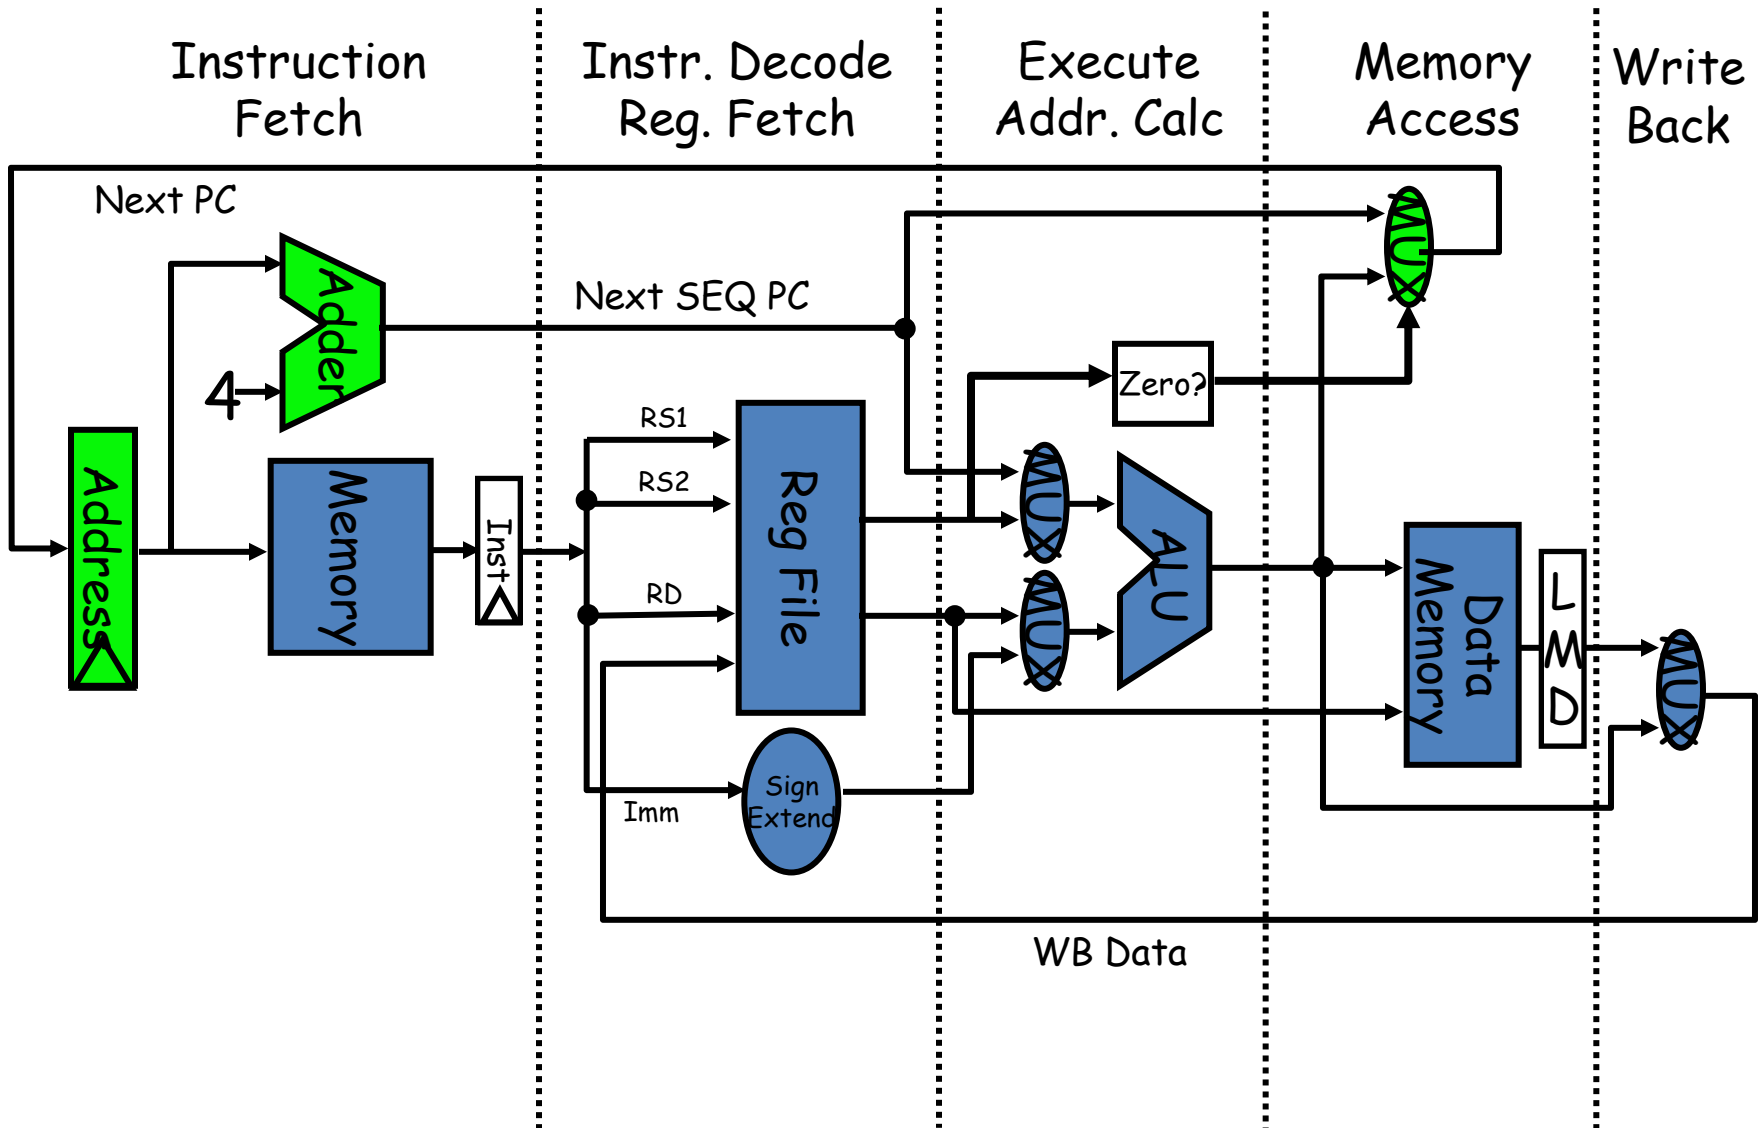 Instruction
Fetch
Instr. Decode
Reg. Fetch
Execute
Addr. Calc
Memory
Access
Write
Back
Next PC
Adder
4
Next SEQ PC
MUX
Zero?
Address
Memory
Inst
RS1
RS2
RD
Imm
Reg File
Sign
Extend
MUX
MUX
ALU
Data
Memory
L
M
D
MUX
WB Data